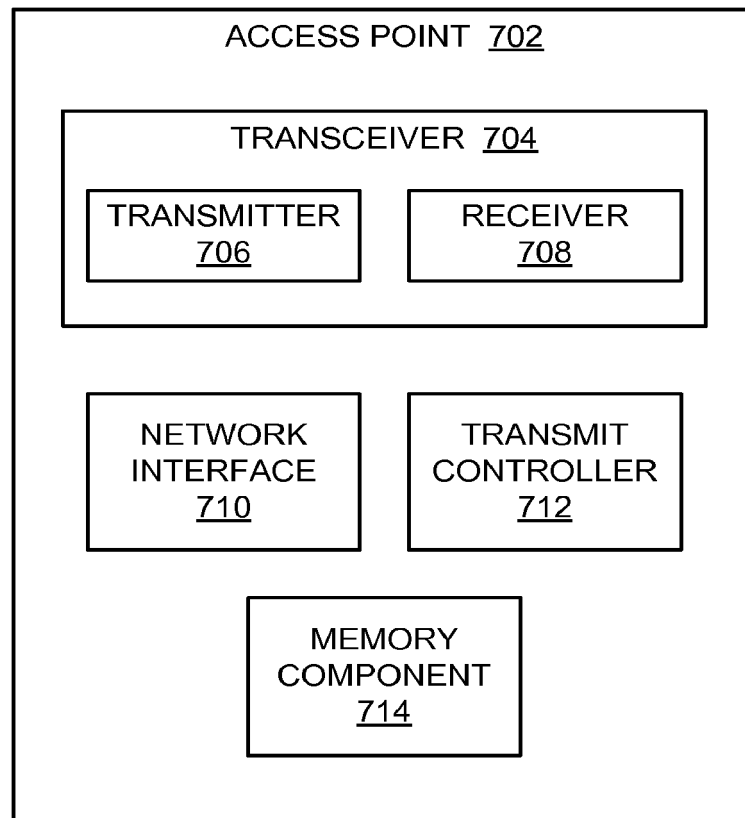 ACCESS POINT 702
TRANSCEIVER 704
TRANSMITTER
706
RECEIVER
708
NETWORK
INTERFACE
710
TRANSMIT
CONTROLLER
712
MEMORY
COMPONENT
714